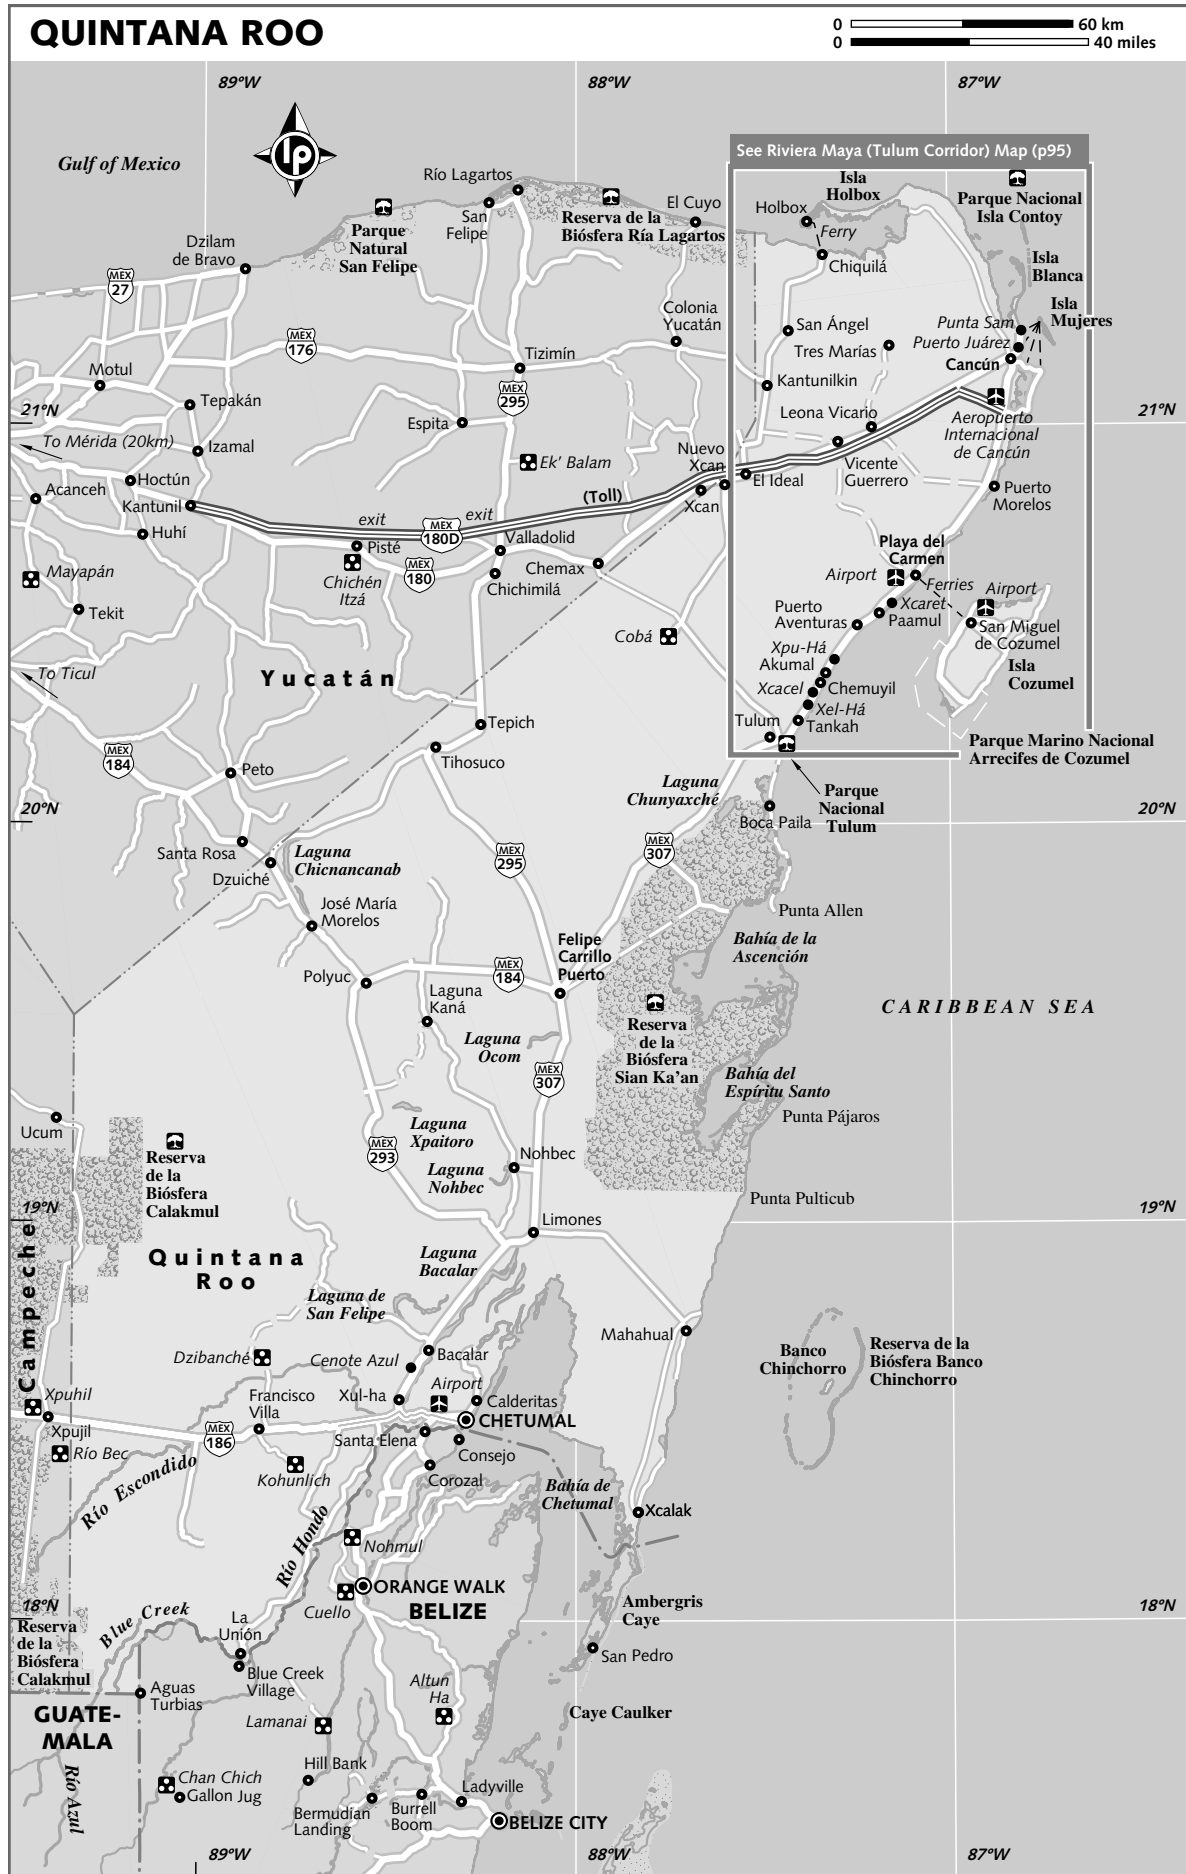 QUINTANA ROO
0 60 km
0 40 miles
89°W
88°W
87°W
lp
Gulf of Mexico
See Riviera Maya (Tulum Corridor) Map (p95)
Río Lagartos
San
Felipe
Reserva de la
Biósfera Ría Lagartos
El Cuyo
Parque
Natural
San Felipe
Dzilam
de Bravo
Isla
Holbox
Holbox
Ferry
Chiquilá
Parque Nacional
Isla Contoy
Isla
Blanca
Isla
Mujeres
MEX
27
MEX
176
Colonia
Yucatán
San Ángel
Tres Marías
Punta Sam
Puerto Juárez
Cancún
Motul
Tizimín
Kantunilkin
MEX
295
Tepakán
Leona Vicario
21°N
21°N
Espita
Aeropuerto
Internacional
de Cancún
To Mérida (20km)
Izamal
Ek' Balam
Nuevo
Xcan
El Ideal
Vicente
Guerrero
Hoctún
Acanceh
Kantunil
(Toll)
Xcan
Puerto
Morelos
exit
MEX
180D
exit
Huhí
Pisté
Valladolid
Playa del
Carmen
Mayapán
Chichén
Itzá
MEX
180
Chemax
Chichimilá
Airport
Ferries
Airport
Tekit
Xcaret
Paamul
Puerto
Aventuras
San Miguel
de Cozumel
Cobá
Xpu-Há
Akumal
Isla
Cozumel
To Ticul
Yucatán
Xcacel
Chemuyil
Xel-Há
Tankah
Tulum
Tepich
MEX
184
Tihosuco
Parque Marino Nacional
Arrecifes de Cozumel
Peto
Laguna
Chunyaxché
Parque
Nacional
Tulum
20°N
20°N
Boca Paila
Santa Rosa
Dzuiché
Laguna
Chicnancanab
MEX
295
MEX
307
José María
Morelos
Punta Allen
Felipe
Carrillo
Puerto
Bahía de la
Ascención
Polyuc
MEX
184
Laguna
Kaná
CARIBBEAN SEA
Laguna
Ocom
Reserva
de la
Biósfera
Sian Ka'an
MEX
307
Bahía del
Espíritu Santo
Punta Pájaros
Ucum
Laguna
Xpaitoro
Reserva
de la
Biósfera
Calakmul
MEX
293
Nohbec
Laguna
Nohbec
Punta Pulticub
19°N
19°N
Limones
Campeche
Quintana
Roo
Laguna
Bacalar
Laguna de
San Felipe
Mahahual
Banco
Chinchorro
Reserva de la
Biósfera Banco
Chinchorro
Dzibanché
Bacalar
Cenote Azul
Xpuhil
Francisco
Villa
Xul-ha
Airport
Calderitas
Xpujil
CHETUMAL
MEX
186
Río Bec
Santa Elena
Consejo
Río Escondido
Kohunlich
Corozal
Bahía de
Chetumal
Xcalak
Río Hondo
Nohmul
ORANGE WALK
BELIZE
Cuello
18°N
18°N
Ambergris
Caye
Reserva
de la
Biósfera
Calakmul
Blue Creek
La
Unión
San Pedro
Blue Creek
Village
Aguas
Turbias
Altun
Ha
Caye Caulker
GUATE-
MALA
Lamanai
Río Azul
Hill Bank
Chan Chich
Gallon Jug
Ladyville
Bermudian
Landing
Burrell
Boom
BELIZE CITY
89°W
88°W
87°W